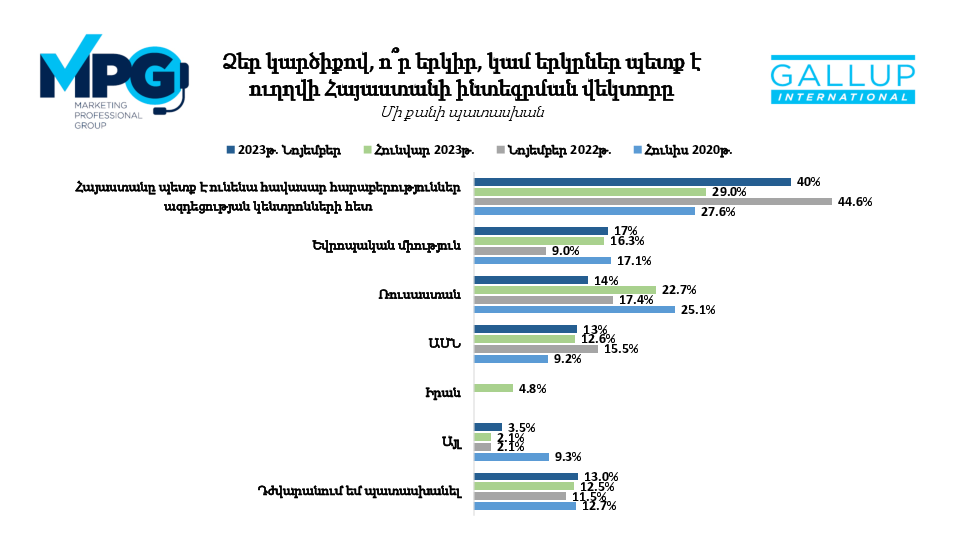 MPG
MARKETING
PROFESSIONAL
GROUP
Ձեր կարծիքով, ո՞ր երկիր, կամ երկրներ պետք է
ուղղվի Հայաստանի ինտեգրման վեկտորը
Մի քանի պատասխան
GALLUP
INTERNATIONAL
2023թ. Նոյեմբեր
Հունվար 2023թ.
Նոյեմբեր 2022թ.
Հունիս 2020թ.
Հայաստանը պետք է ունենա հավասար հարաբերություններ
ազդեցության կենտրոնների հետ
40%
29.0%
44.6%
27.6%
Եվրոպական միություն
17%
16.3%
9.0%
17.1%
Ռուսաստան
14%
22.7%
17.4%
25.1%
ԱՄՆ
13%
12.6%
15.5%
9.2%
Իրան
4.8%
Այլ
3.5%
2.1%
2.1%
9.3%
Դժվարանում եմ պատասխանել
13.0%
12.5%
11.5%
12.7%